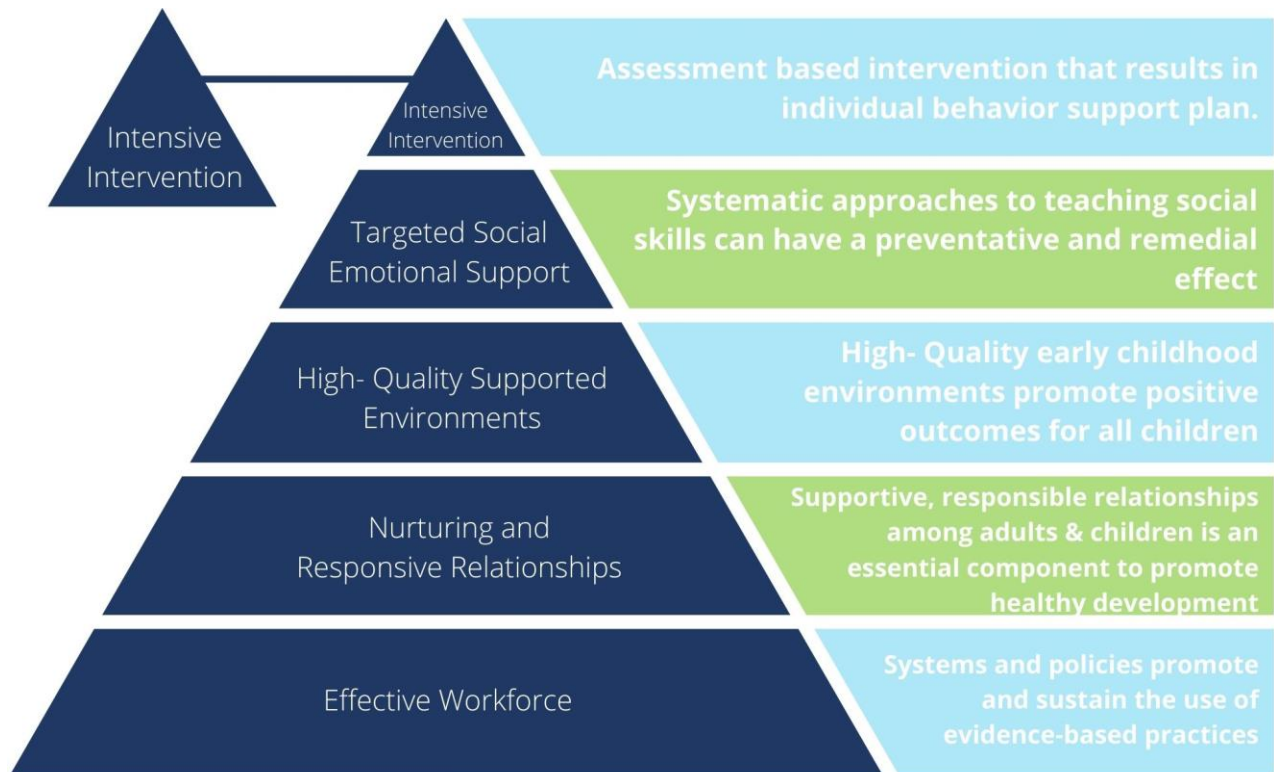 Intensive
Intervention
Intensive
Intervention
Assessment based intervention that results in
individual behavior support plan.
Targeted Social
Emotional Support
Systematic approaches to teaching social
skills can have a preventative and remedial
effect
High- Quality Supported
Environments
High- Quality early childhood
environments promote positive
outcomes for all children
Nurturing and
Responsive Relationships
Supportive, responsible relationships
among adults & children is an
essential component to promote
healthy development
Effective Workforce
Systems and policies promote
and sustain the use of
evidence-based practices